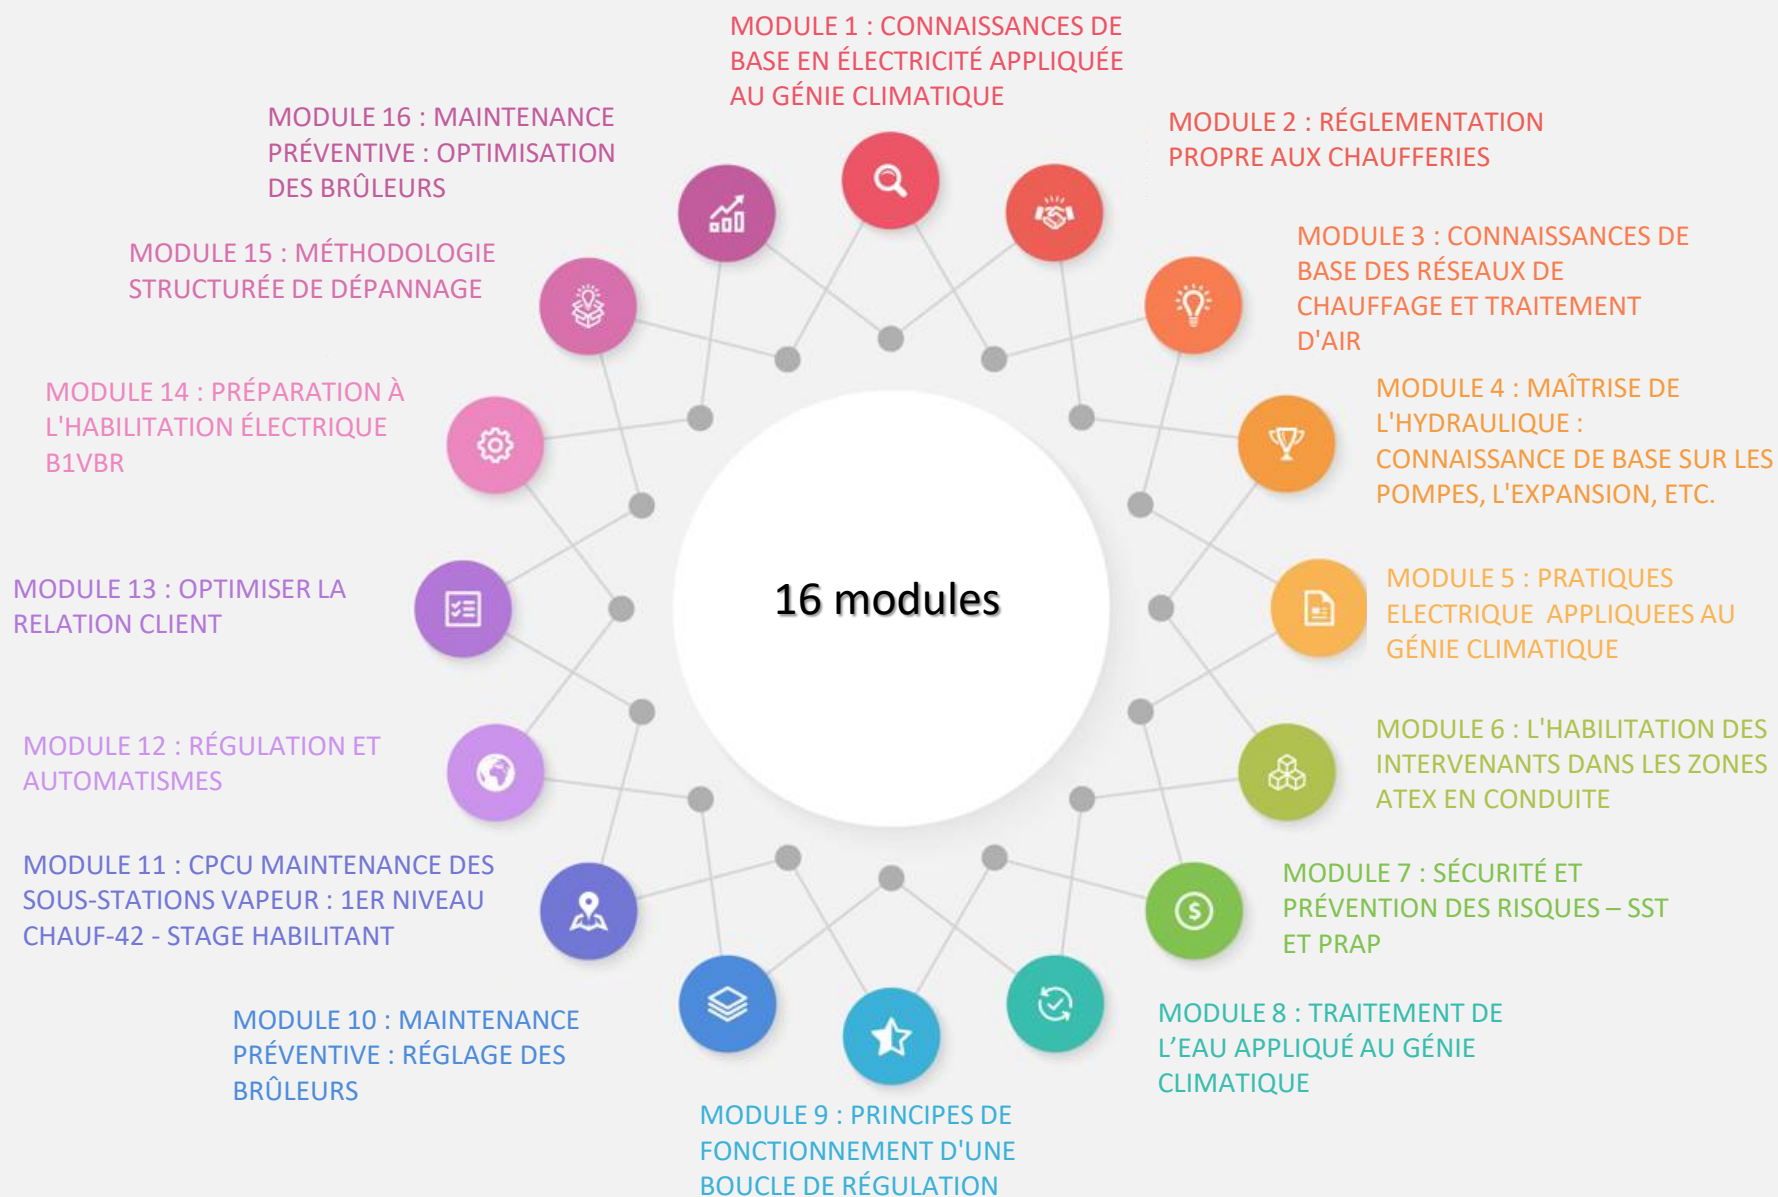 MODULE 1 : CONNAISSANCES DE
BASE EN ÉLECTRICITÉ APPLIQUÉE
AU GÉNIE CLIMATIQUE
MODULE 2 : RÉGLEMENTATION
PROPRE AUX CHAUFFERIES
MODULE 3 : CONNAISSANCES DE
BASE DES RÉSEAUX DE
CHAUFFAGE ET TRAITEMENT
D'AIR
MODULE 4 : MAÎTRISE DE
L'HYDRAULIQUE :
CONNAISSANCE DE BASE SUR LES
POMPES, L'EXPANSION, ETC.
MODULE 5 : PRATIQUES
ELECTRIQUE  APPLIQUEES AU
GÉNIE CLIMATIQUE
MODULE 6 : L'HABILITATION DES
INTERVENANTS DANS LES ZONES
ATEX EN CONDUITE
MODULE 7 : SÉCURITÉ ET
PRÉVENTION DES RISQUES – SST
ET PRAP
MODULE 8 : TRAITEMENT DE
L’EAU APPLIQUÉ AU GÉNIE
CLIMATIQUE
MODULE 9 : PRINCIPES DE
FONCTIONNEMENT D'UNE
BOUCLE DE RÉGULATION
MODULE 10 : MAINTENANCE
PRÉVENTIVE : RÉGLAGE DES
BRÛLEURS
MODULE 11 : CPCU MAINTENANCE DES
SOUS-STATIONS VAPEUR : 1ER NIVEAU
CHAUF-42 - STAGE HABILITANT
MODULE 12 : RÉGULATION ET
AUTOMATISMES
MODULE 13 : OPTIMISER LA
RELATION CLIENT
MODULE 14 : PRÉPARATION À
L'HABILITATION ÉLECTRIQUE
B1VBR
MODULE 15 : MÉTHODOLOGIE
STRUCTURÉE DE DÉPANNAGE
MODULE 16 : MAINTENANCE
PRÉVENTIVE : OPTIMISATION
DES BRÛLEURS
16 modules
$